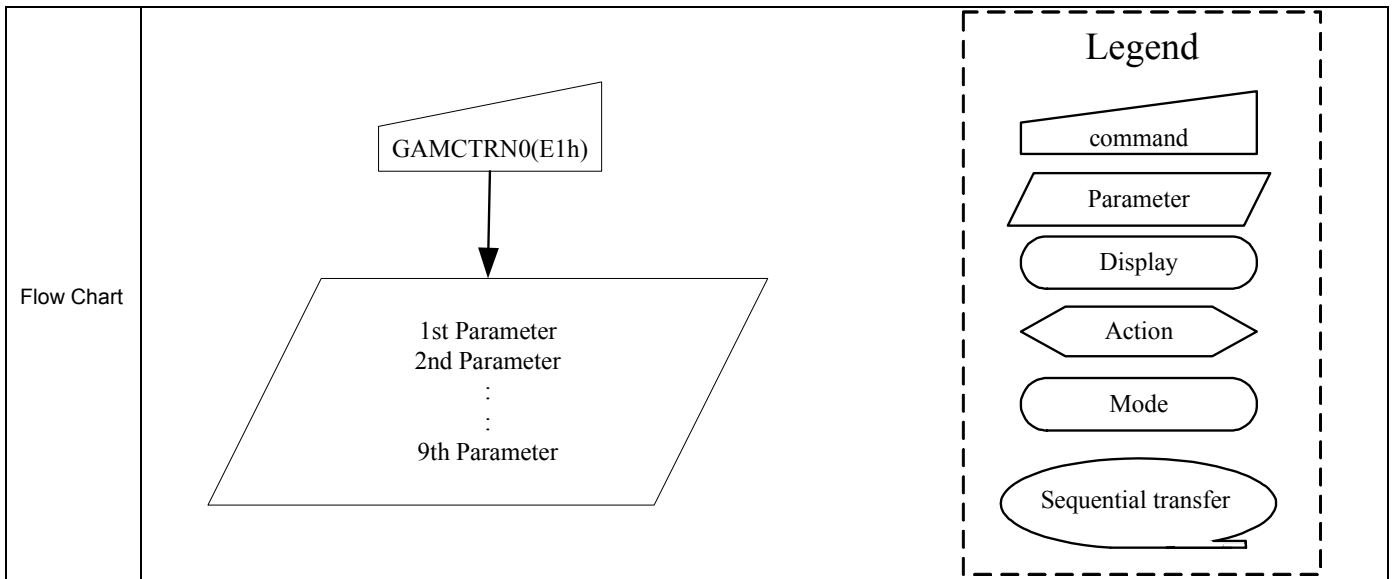 Flow Chart
GAMCTRN0(E1h)
1st Parameter
2nd Parameter
:
:
9th Parameter
Legend
command
Parameter
Display
Action
Mode
Sequential transfer